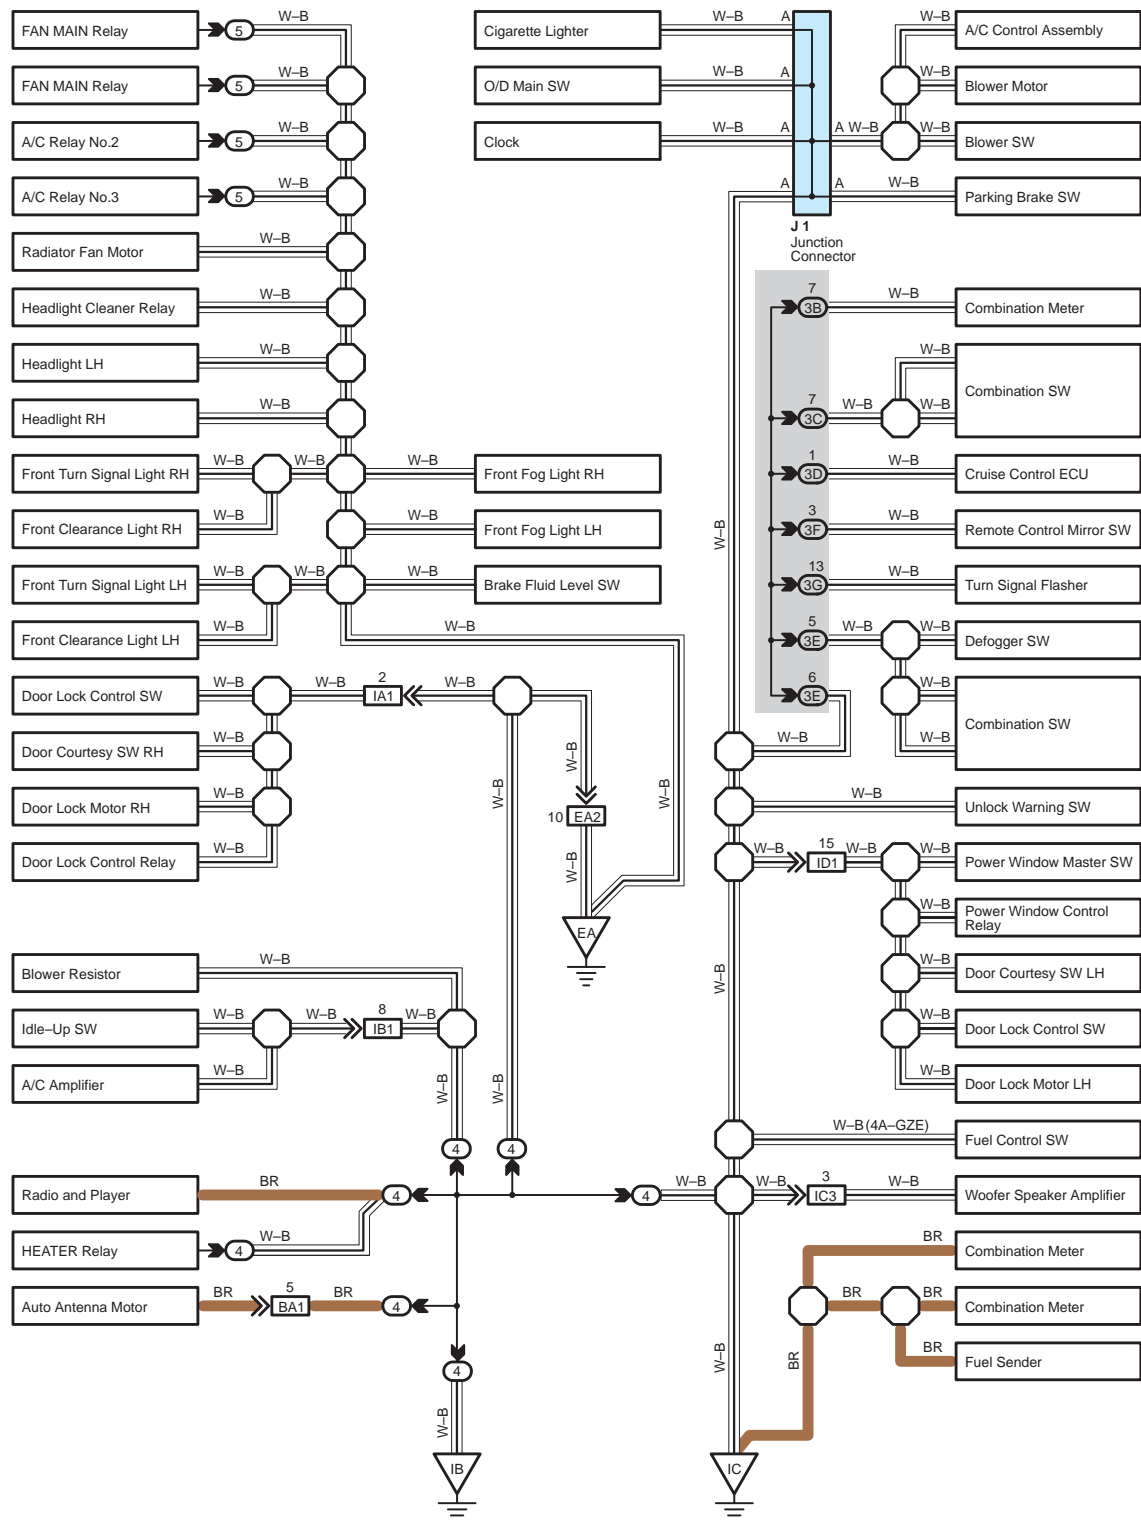 FAN MAIN Relay
5
W–B
FAN MAIN Relay
5
W–B
A/C Relay No.2
5
W–B
A/C Relay No.3
5
W–B
Radiator Fan Motor
W–B
Headlight Cleaner Relay
W–B
Headlight LH
W–B
Headlight RH
W–B
Front Turn Signal Light RH
W–B
W–B
W–B
Front Fog Light RH
Front Clearance Light RH
W–B
W–B
Front Fog Light LH
Front Turn Signal Light LH
W–B
W–B
W–B
Brake Fluid Level SW
Front Clearance Light LH
W–B
W–B
Door Lock Control SW
W–B
W–B
2
IA1
W–B
Door Courtesy SW RH
W–B
Door Lock Motor RH
W–B
Door Lock Control Relay
W–B
W–B
W–B
W–B
10
EA2
W–B
EA
Blower Resistor
W–B
Idle–Up SW
W–B
W–B
8
IB1
W–B
A/C Amplifier
W–B
W–B
4
4
Radio and Player
BR
4
HEATER Relay
4
W–B
Auto Antenna Motor
BR
5
BA1
BR
4
4
W–B
IB
Cigarette Lighter
W–B
A
O/D Main SW
W–B
A
Clock
W–B
A
A
A W–B
A
J 1
Junction
Connector
W–B
A/C Control Assembly
W–B
Blower Motor
W–B
Blower SW
W–B
Parking Brake SW
7
3B
W–B
Combination Meter
7
3C
W–B
W–B
W–B
Combination SW
1
3D
W–B
Cruise Control ECU
3
3F
W–B
Remote Control Mirror SW
13
3G
W–B
Turn Signal Flasher
5
3E
W–B
W–B
Defogger SW
6
3E
W–B
W–B
W–B
Combination SW
W–B
W–B
Unlock Warning SW
W–B
15
ID1
W–B
W–B
Power Window Master SW
W–B
Power Window Control
Relay
W–B
Door Courtesy SW LH
W–B
W–B
Door Lock Control SW
W–B
Door Lock Motor LH
W–B (4A–GZE)
Fuel Control SW
4
W–B
W–B
3
IC3
W–B
Woofer Speaker Amplifier
BR
Combination Meter
BR
BR
Combination Meter
BR
Fuel Sender
W–B
BR
IC